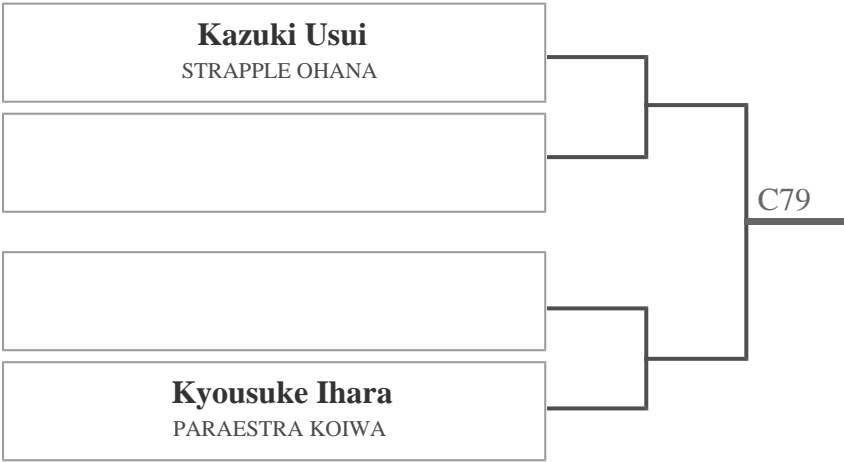 Kazuki Usui
STRAPPLE OHANA
C79
Kyousuke Ihara
PARAESTRA KOIWA